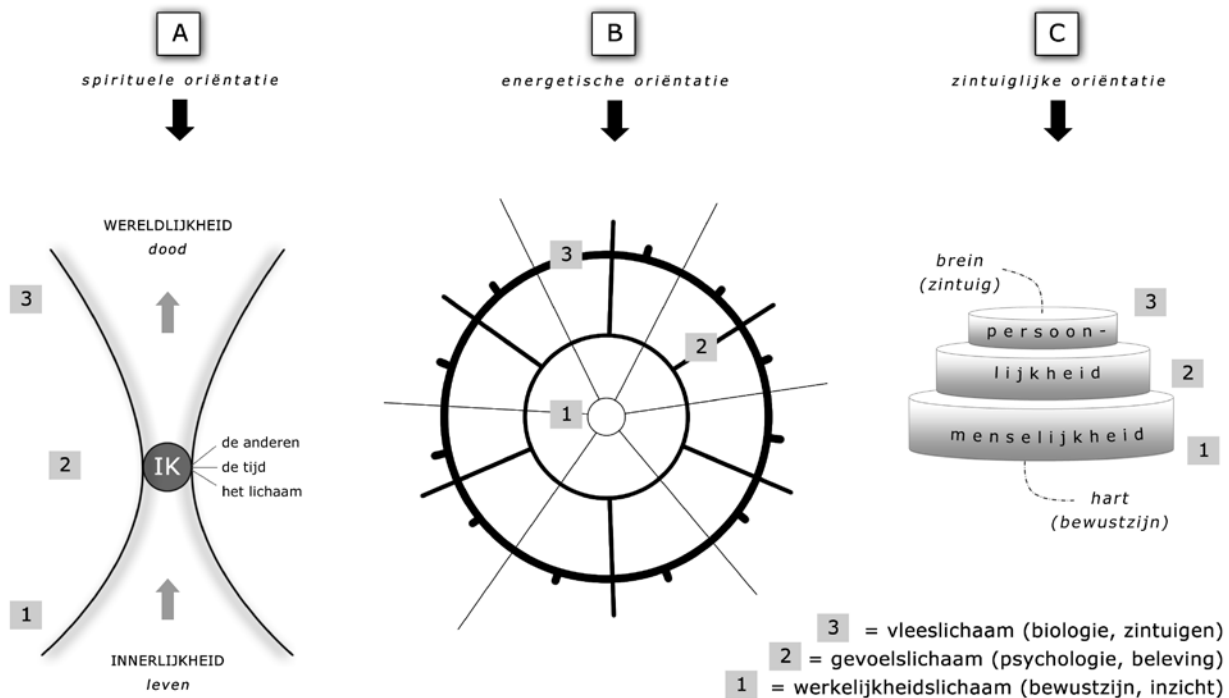 A
spirituele oriëntatie
WERELDLIJKHEID
dood
3
2
IK
de anderen
de tijd
het lichaam
1
INNERLIJKHEID
leven
B
energetische oriëntatie
3
2
1
C
zintuiglijke oriëntatie
brein
(zintuig)
3
persoon-
lijkheid
2
menselijkheid
1
hart
(bewustzijn)
3 = vleeslichaam (biologie, zintuigen)
2 = gevoelslichaam (psychologie, beleving)
1 = werkelijkheidslichaam (bewustzijn, inzicht)